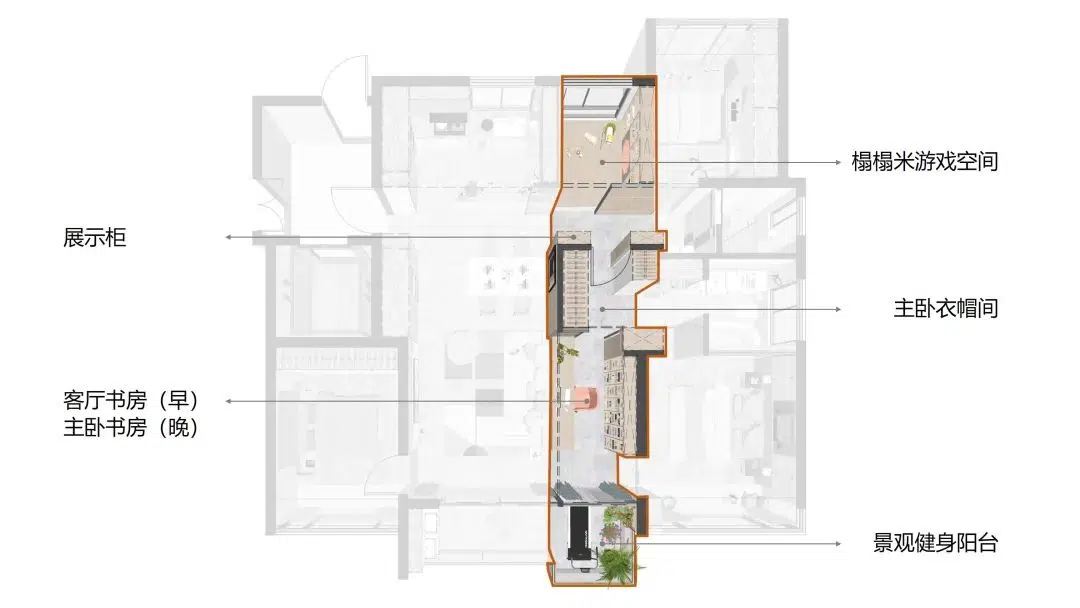 榻榻米游戏空间
展示柜
主卧衣帽间
客厅书房（早）
主卧书房（晚）
景观健身阳台